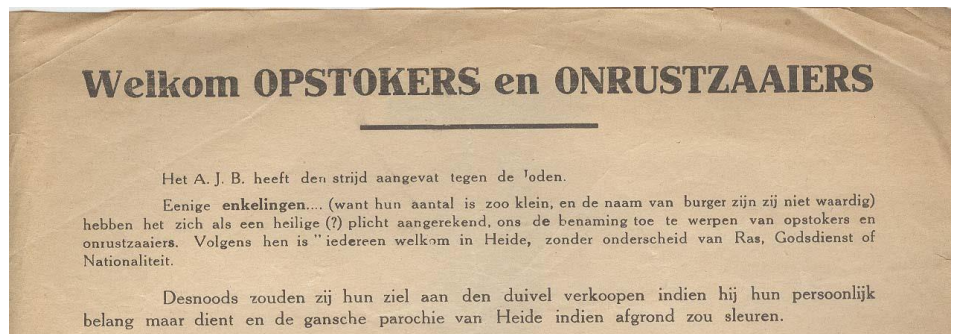 Welkom OPSTOKERS en ONRUSTZAAIERS
Het A. J. B. heeft den strijd aangevat tegen de Joden.
Eenige enkelingen.... (want hun aantal is zoo klein, en de naam van burger zijn zij niet waardig)
hebben het zich als een heilige (?) plicht aangerekend, ons de benaming toe te werpen van opstokers en
onrustzaaiers. Volgens hen is "iedereen welkom in Heide, zonder onderscheid van Ras, Godsdienst of
Nationaliteit.
Desnoods zouden zij hun ziel aan den duivel verkoopen indien hij hun persoonlijk
belang maar dient en de gansche parochie van Heide indien afgrond zou sleuren.